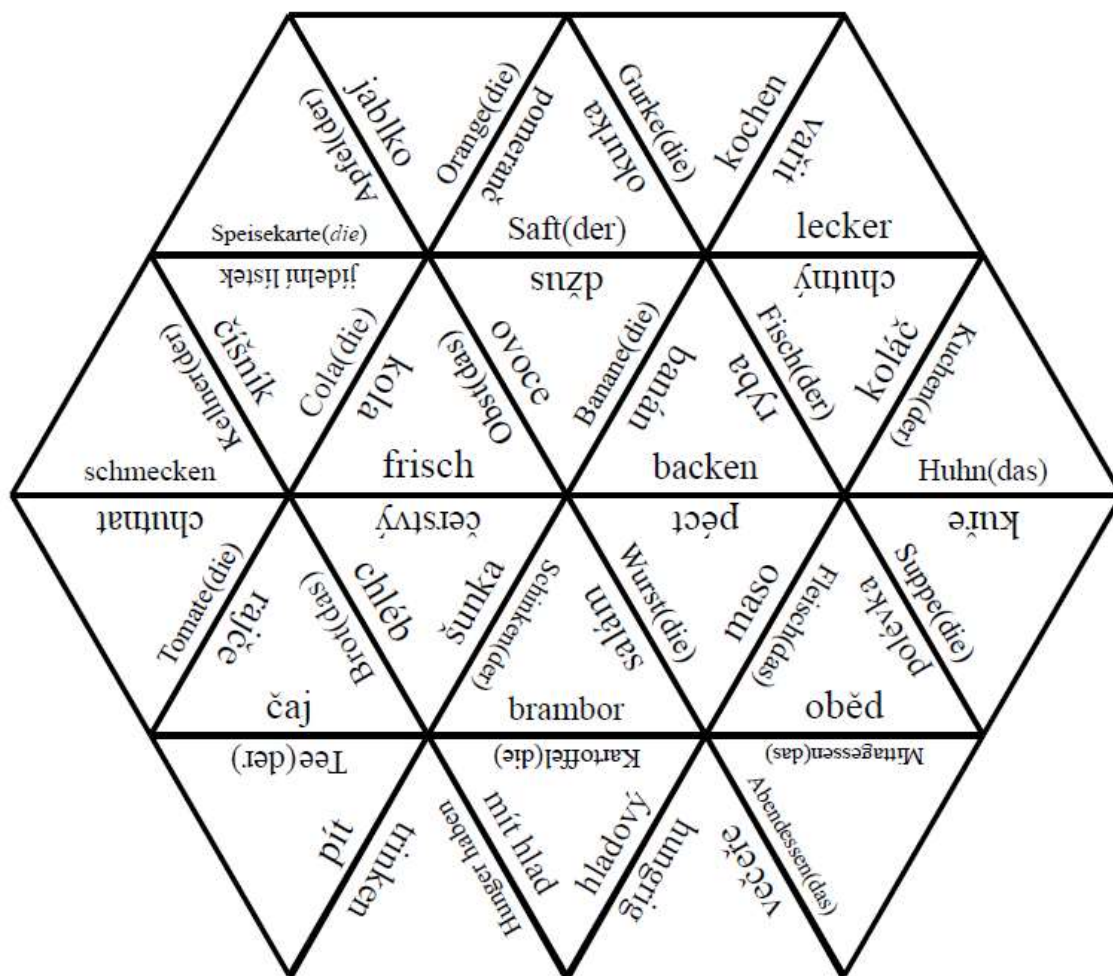 jablko
Apfel(der)
Orange(die)
pomeranč
okurka
Gurke(die)
kochen
vařit
Speisekarte(die)
Saft(der)
lecker
jídelní lístek
džus
chutný
Kellner(der)
číšník
Cola(die)
kola
Obst(das)
ovoce
Banane(die)
banán
ryba
Fisch(der)
koláč
Kuchen(der)
schmecken
frisch
backen
Huhn(das)
chutnat
čerstvý
péct
kuře
Tomate(die)
rajče
Brot(das)
chléb
šunka
Schinken(der)
salám
Wurst(die)
maso
Fleisch(das)
polévka
Suppe(die)
čaj
brambor
oběd
Tee(der)
Kartoffel(die)
Mittagessen(das)
pít
trinken
Hunger haben
mít hlad
hladový
hungrig
večeře
Abendessen(das)